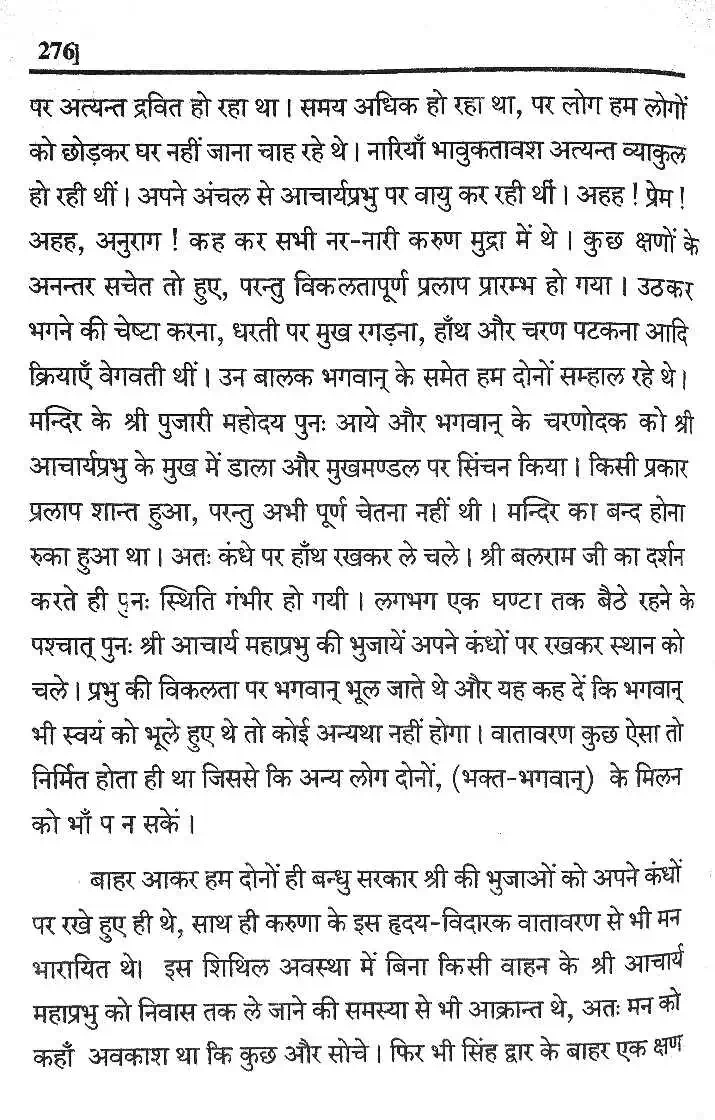 276]
पर अत्यन्त द्रवित हो रहा था। समय अधिक हो रहा था, पर लोग हम लोगों
को छोड़कर घर नहीं जाना चाह रहे थे। नारियाँ भावुकतावश अत्यन्त व्याकुल
हो रही थीं। अपने अंचल से आचार्यप्रभु पर वायु कर रही थीं। अहह ! प्रेम !
अहह, अनुराग ! कह कर सभी नर-नारी करुण मुद्रा में थे। कुछ क्षणों के
अनन्तर सचेत तो हुए, परन्तु विकलतापूर्ण प्रलाप प्रारम्भ हो गया। उठकर
भगने की चेष्टा करना, धरती पर मुख रगड़ना, हाँथ और चरण पटकना आदि
क्रियाएँ वेगवती थीं। उन बालक भगवान् के समेत हम दोनों सम्हाल रहे थे।
मन्दिर के श्री पुजारी महोदय पुनः आये और भगवान् के चरणोदक को श्री
आचार्यप्रभु के मुख में डाला और मुखमण्डल पर सिंचन किया। किसी प्रकार
प्रलाप शान्त हुआ, परन्तु अभी पूर्ण चेतना नहीं थी। मन्दिर का बन्द होना
रुका हुआ था। अतः कंधे पर हाँथ रखकर ले चले। श्री बलराम जी का दर्शन
करते ही पुनः स्थिति गंभीर हो गयी। लगभग एक घण्टा तक बैठे रहने के
पश्चात् पुनः श्री आचार्य महाप्रभु की भुजायें अपने कंधों पर रखकर स्थान को
चले। प्रभु की विकलता पर भगवान् भूल जाते थे और यह कह दें कि भगवान्
भी स्वयं को भूले हुए थे तो कोई अन्यथा नहीं होगा। वातावरण कुछ ऐसा तो
निर्मित होता ही था जिससे कि अन्य लोग दोनों, (भक्त-भगवान्) के मिलन
को भाँ प न सकें।
बाहर आकर हम दोनों ही बन्धु सरकार श्री की भुजाओं को अपने कंधों
पर रखे हुए ही थे, साथ ही करुणा के इस हृदय-विदारक वातावरण से भी मन
भारायित थे। इस शिथिल अवस्था में बिना किसी वाहन के श्री आचार्य
महाप्रभु को निवास तक ले जाने की समस्या से भी आक्रान्त थे, अतः मन को
कहाँ अवकाश था कि कुछ और सोचे। फिर भी सिंह द्वार के बाहर एक क्षण